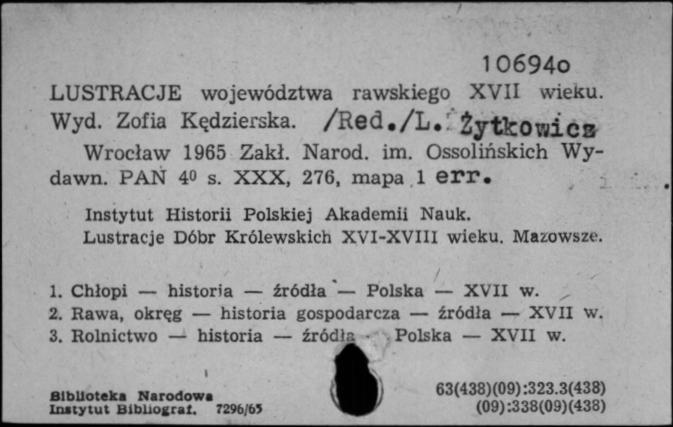 106940
LUSTRACJE województwa rawskiego XVII wieku.
Wyd. Zofia Kędzierska. /Red./L. Żytkowicz
Wrocław 1965 Zakł. Narod. im. Ossolińskich Wy-
dawn. PAN 4⁰ s. XXX, 276, mapa 1 err.
Instytut Historii Polskiej Akademii Nauk.
Lustracje Dóbr Królewskich XVI-XVIII wieku. Mazowsze.
1. Chłopi — historia — źródła — Polska — XVII w.
2. Rawa, okręg — historia gospodarcza — źródła — XVII w.
3. Rolnictwo — historia — źródła — Polska — XVII w.
Biblioteka Narodowa 63(438)(09):323.3(438)
Instytut Bibliograf. 7296/65 (09):338(09)(438)